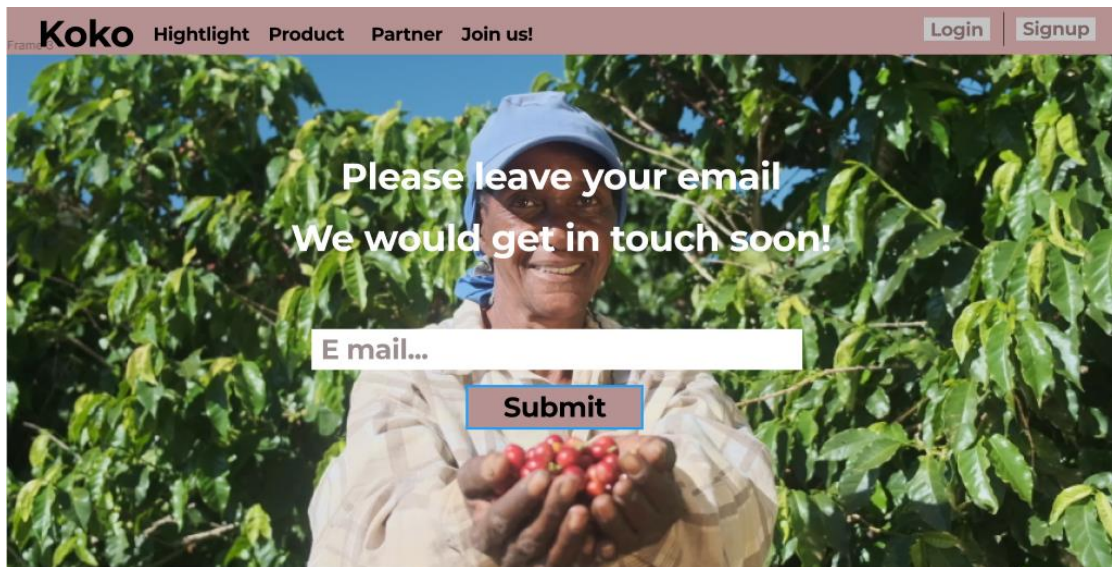 Koko Hightlight Product Partner Join us! Login Signup
Frame 3
Please leave your email
We would get in touch soon!
E mail...
Submit